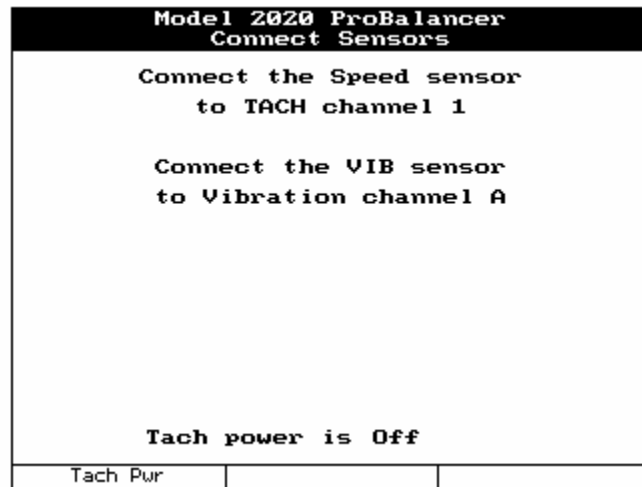 Model 2020 ProBalancer
Connect Sensors
Connect the Speed sensor
to TACH channel 1
Connect the VIB sensor
to Vibration channel A
Tach power is Off
Tach Pwr